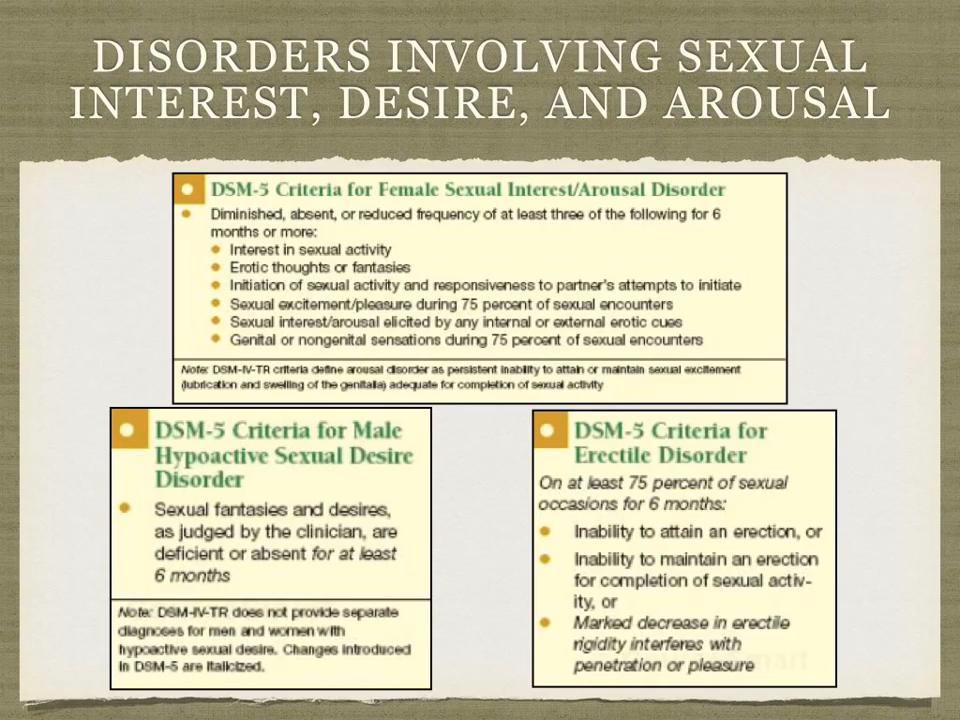 DISORDERS INVOLVING SEXUAL
INTEREST, DESIRE, AND AROUSAL
DSM-5 Criteria for Female Sexual Interest/Arousal Disorder
Diminished, absent, or reduced frequency of at least three of the following for 6
months or more:
Interest in sexual activity
Erotic thoughts or fantasies
Initiation of sexual activity and responsiveness to partner's attempts to initiate
Sexual excitement/pleasure during 75 percent of sexual encounters
Sexual interest/arousal elicited by any internal or external erotic cues
Genital or nongenital sensations during 75 percent of sexual encounters
Note: DSM-IV-TR criteria define arousal disorder as persistent inability to attain or maintain sexual excitement
(lubrication and swelling of the genitalia) adequate for completion of sexual activity
DSM-5 Criteria for Male
Hypoactive Sexual Desire
Disorder
Sexual fantasies and desires,
as judged by the clinician, are
deficient or absent for at least
6 months
Note: DSM-IV-TR does not provide separate
diagnoses for men and women with
hypoactive sexual desire. Changes introduced
in DSM-5 are italicized.
DSM-5 Criteria for
Erectile Disorder
On at least 75 percent of sexual
occasions for 6 months:
Inability to attain an erection, or
Inability to maintain an erection
for completion of sexual activ-
ity, or
Marked decrease in erectile
rigidity interferes with
penetration or pleasure